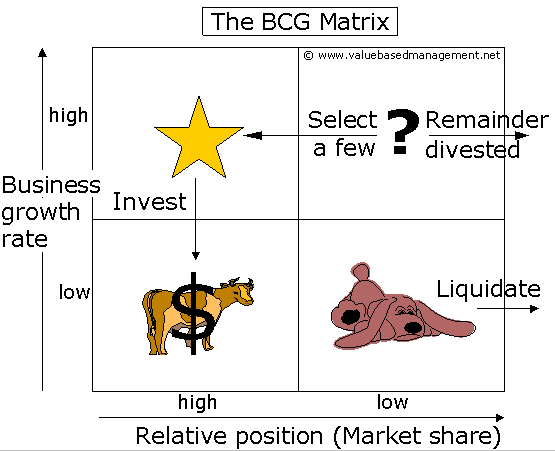 The BCG Matrix
© www.valuebasedmanagement.net
high
Select
a few
?
Remainder
divested
Business
growth
rate
Invest
low
$
Liquidate
high
low
Relative position (Market share)